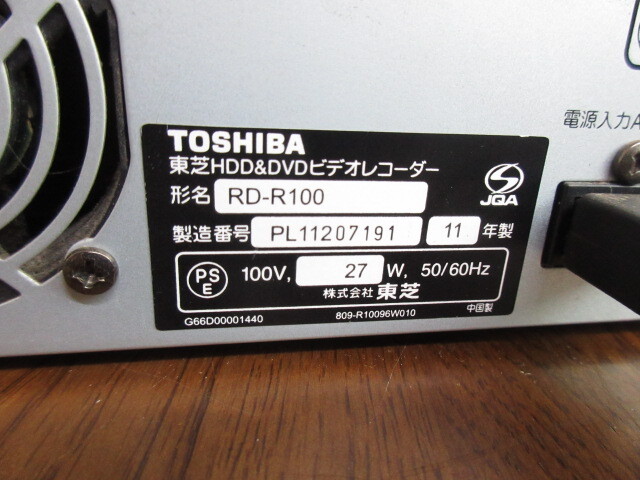 電源入力A
TOSHIBA
東芝HDD&DVDビデオレコーダー
形名 RD-R100
JQA
製造番号 PL11207191 11 年製
PS E 100V, 27 W, 50/60Hz
株式会社 東芝
中国製
G66D00001440 809-R10096W010